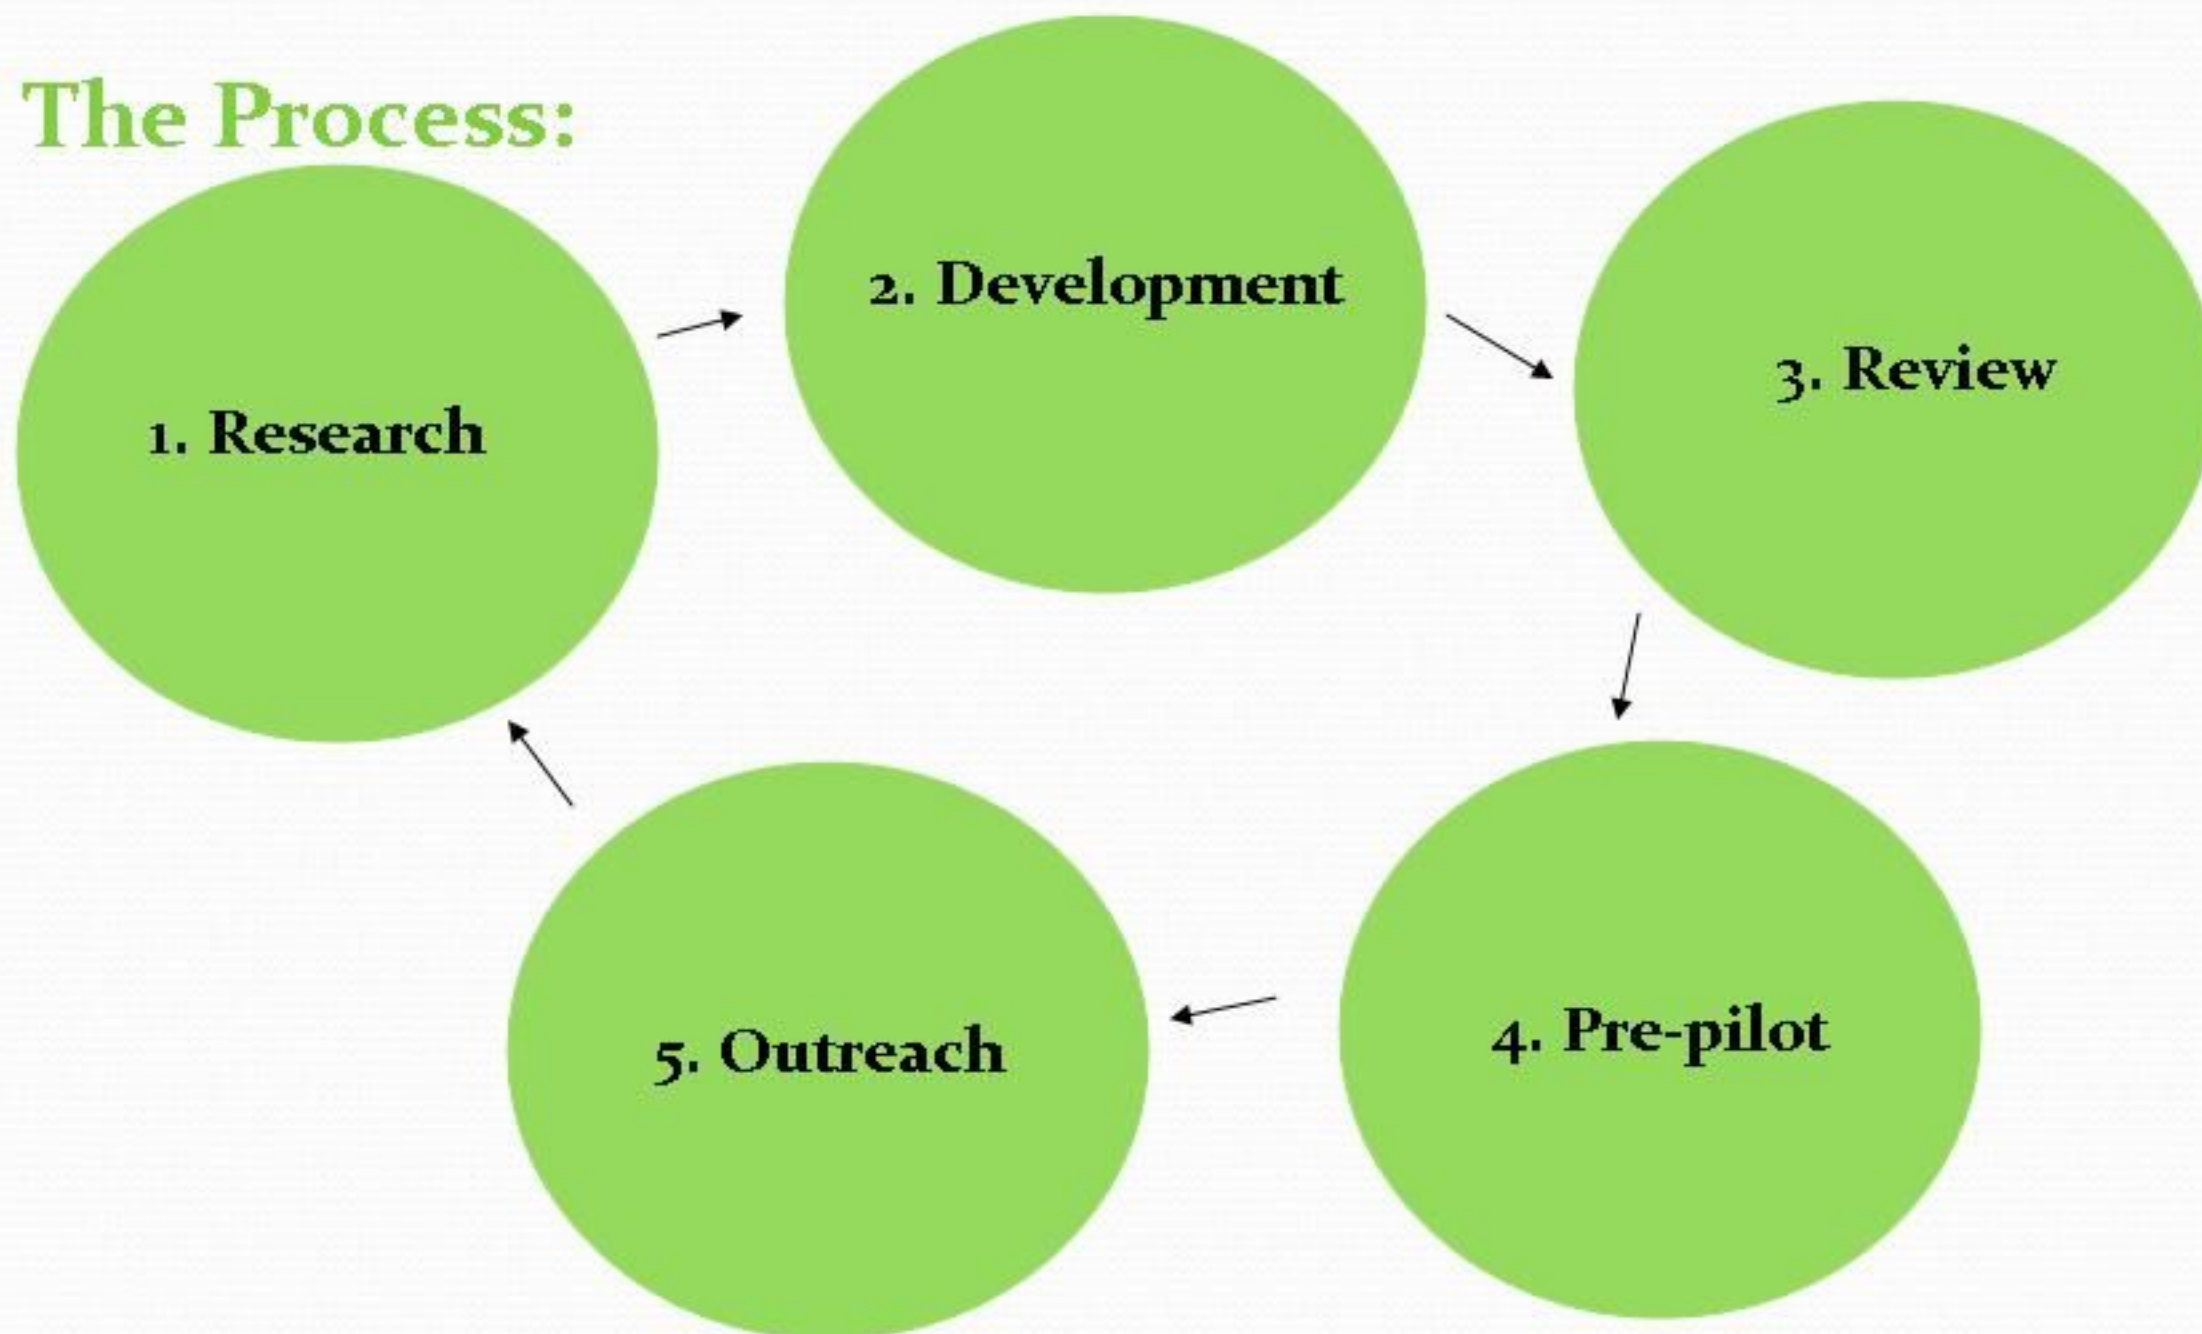 The Process:
1. Research
2. Development
3. Review
4. Pre-pilot
5. Outreach